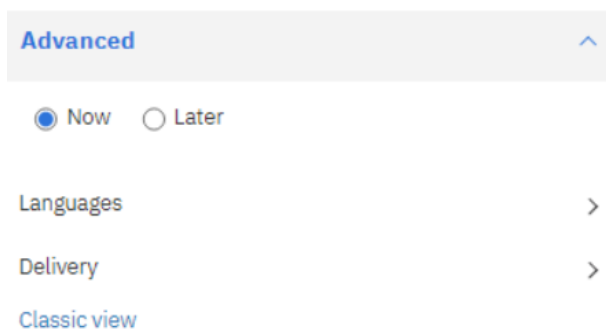 Advanced
Now Later
Languages
Delivery
Classic view